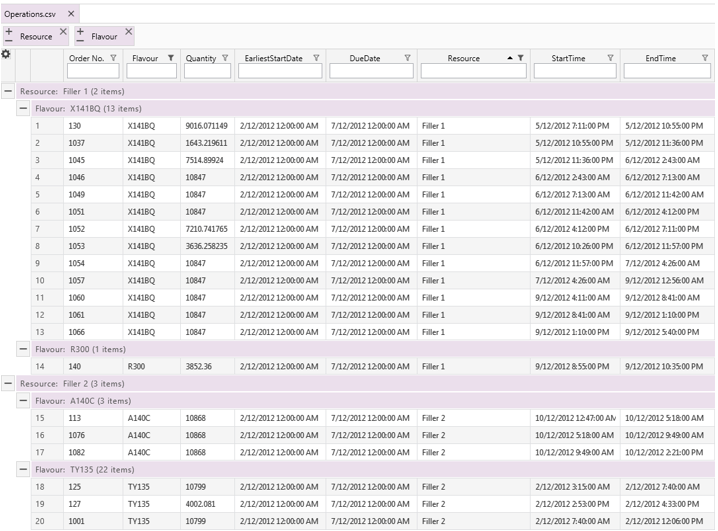 Operations.csv ✕
Resource ✕ Flavour ✕
Order No. Flavour Quantity EarliestStartDate DueDate Resource StartTime EndTime
Resource: Filler 1 (2 items)
Flavour: X141BQ (13 items)
1 130 X141BQ 9016.071149 2/12/2012 12:00:00 AM 7/12/2012 12:00:00 AM Filler 1 5/12/2012 7:11:00 PM 5/12/2012 10:55:00 PM
2 1037 X141BQ 1643.219611 2/12/2012 12:00:00 AM 7/12/2012 12:00:00 AM Filler 1 5/12/2012 10:55:00 PM 5/12/2012 11:36:00 PM
3 1045 X141BQ 7514.89924 2/12/2012 12:00:00 AM 7/12/2012 12:00:00 AM Filler 1 5/12/2012 11:36:00 PM 6/12/2012 2:43:00 AM
4 1046 X141BQ 10847 2/12/2012 12:00:00 AM 7/12/2012 12:00:00 AM Filler 1 6/12/2012 2:43:00 AM 6/12/2012 7:13:00 AM
5 1049 X141BQ 10847 2/12/2012 12:00:00 AM 7/12/2012 12:00:00 AM Filler 1 6/12/2012 7:13:00 AM 6/12/2012 11:42:00 AM
6 1051 X141BQ 10847 2/12/2012 12:00:00 AM 7/12/2012 12:00:00 AM Filler 1 6/12/2012 11:42:00 AM 6/12/2012 4:12:00 PM
7 1052 X141BQ 7210.741765 2/12/2012 12:00:00 AM 7/12/2012 12:00:00 AM Filler 1 6/12/2012 4:12:00 PM 6/12/2012 7:11:00 PM
8 1053 X141BQ 3636.258235 2/12/2012 12:00:00 AM 7/12/2012 12:00:00 AM Filler 1 6/12/2012 10:26:00 PM 6/12/2012 11:57:00 PM
9 1054 X141BQ 10847 2/12/2012 12:00:00 AM 7/12/2012 12:00:00 AM Filler 1 6/12/2012 11:57:00 PM 7/12/2012 4:26:00 AM
10 1057 X141BQ 10847 2/12/2012 12:00:00 AM 7/12/2012 12:00:00 AM Filler 1 7/12/2012 4:26:00 AM 9/12/2012 12:56:00 AM
11 1060 X141BQ 10847 2/12/2012 12:00:00 AM 7/12/2012 12:00:00 AM Filler 1 9/12/2012 4:11:00 AM 9/12/2012 8:41:00 AM
12 1061 X141BQ 10847 2/12/2012 12:00:00 AM 7/12/2012 12:00:00 AM Filler 1 9/12/2012 8:41:00 AM 9/12/2012 1:10:00 PM
13 1066 X141BQ 10847 2/12/2012 12:00:00 AM 7/12/2012 12:00:00 AM Filler 1 9/12/2012 1:10:00 PM 9/12/2012 5:40:00 PM
Flavour: R300 (1 items)
14 140 R300 3852.36 2/12/2012 12:00:00 AM 7/12/2012 12:00:00 AM Filler 1 9/12/2012 8:55:00 PM 9/12/2012 10:35:00 PM
Resource: Filler 2 (3 items)
Flavour: A140C (3 items)
15 113 A140C 10868 2/12/2012 12:00:00 AM 7/12/2012 12:00:00 AM Filler 2 10/12/2012 12:47:00 AM 10/12/2012 5:18:00 AM
16 1076 A140C 10868 2/12/2012 12:00:00 AM 7/12/2012 12:00:00 AM Filler 2 10/12/2012 5:18:00 AM 10/12/2012 9:49:00 AM
17 1082 A140C 10868 2/12/2012 12:00:00 AM 7/12/2012 12:00:00 AM Filler 2 10/12/2012 9:49:00 AM 10/12/2012 2:21:00 PM
Flavour: TY135 (22 items)
18 125 TY135 10799 2/12/2012 12:00:00 AM 7/12/2012 12:00:00 AM Filler 2 2/12/2012 3:15:00 AM 2/12/2012 7:40:00 AM
19 127 TY135 4002.081 2/12/2012 12:00:00 AM 7/12/2012 12:00:00 AM Filler 2 2/12/2012 2:53:00 PM 2/12/2012 4:33:00 PM
20 1001 TY135 10799 2/12/2012 12:00:00 AM 7/12/2012 12:00:00 AM Filler 2 2/12/2012 7:40:00 AM 2/12/2012 12:06:00 PM